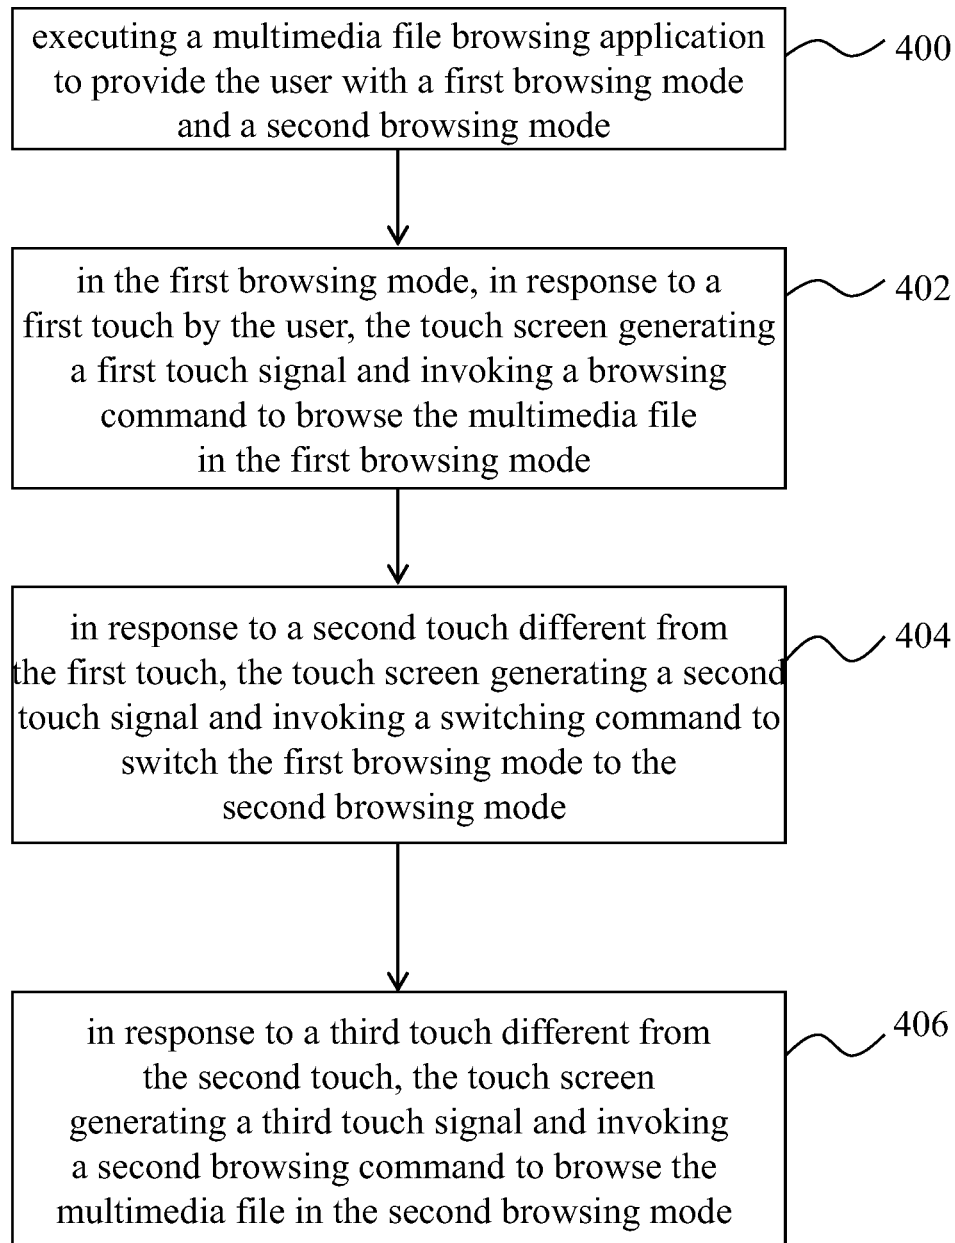 executing a multimedia file browsing application
to provide the user with a first browsing mode
and a second browsing mode
400
in the first browsing mode, in response to a
first touch by the user, the touch screen generating
a first touch signal and invoking a browsing
command to browse the multimedia file
in the first browsing mode
402
in response to a second touch different from
the first touch, the touch screen generating a second
touch signal and invoking a switching command to
switch the first browsing mode to the
second browsing mode
404
in response to a third touch different from
the second touch, the touch screen
generating a third touch signal and invoking
a second browsing command to browse the
multimedia file in the second browsing mode
406